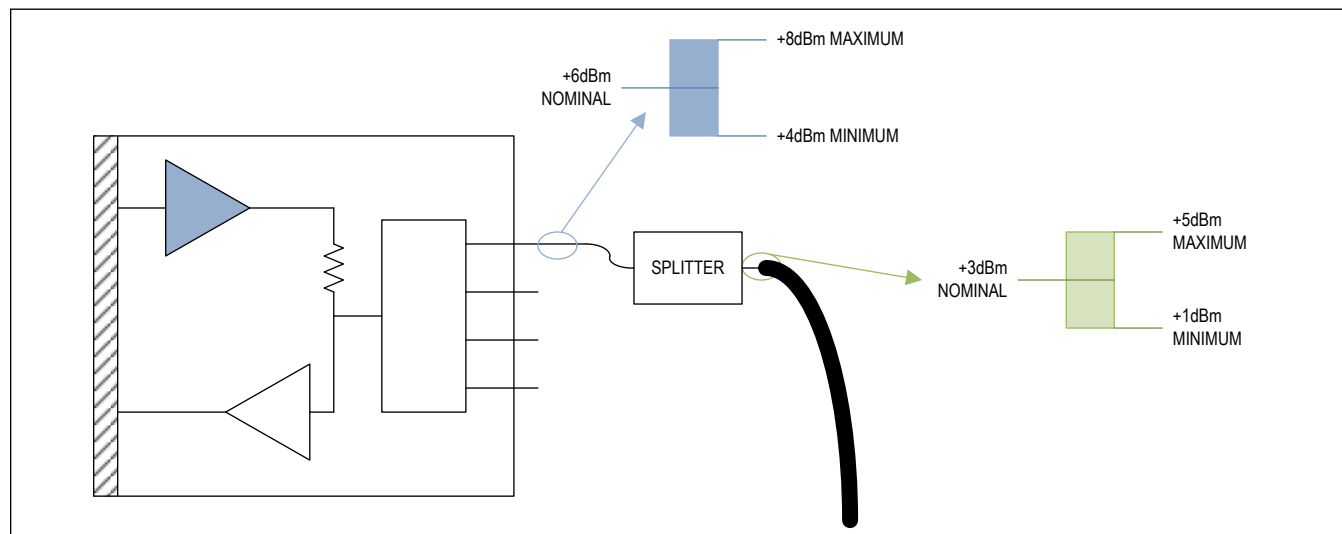 +8dBm MAXIMUM
+6dBm
NOMINAL
+4dBm MINIMUM
SPLITTER
+5dBm
MAXIMUM
+3dBm
NOMINAL
+1dBm
MINIMUM